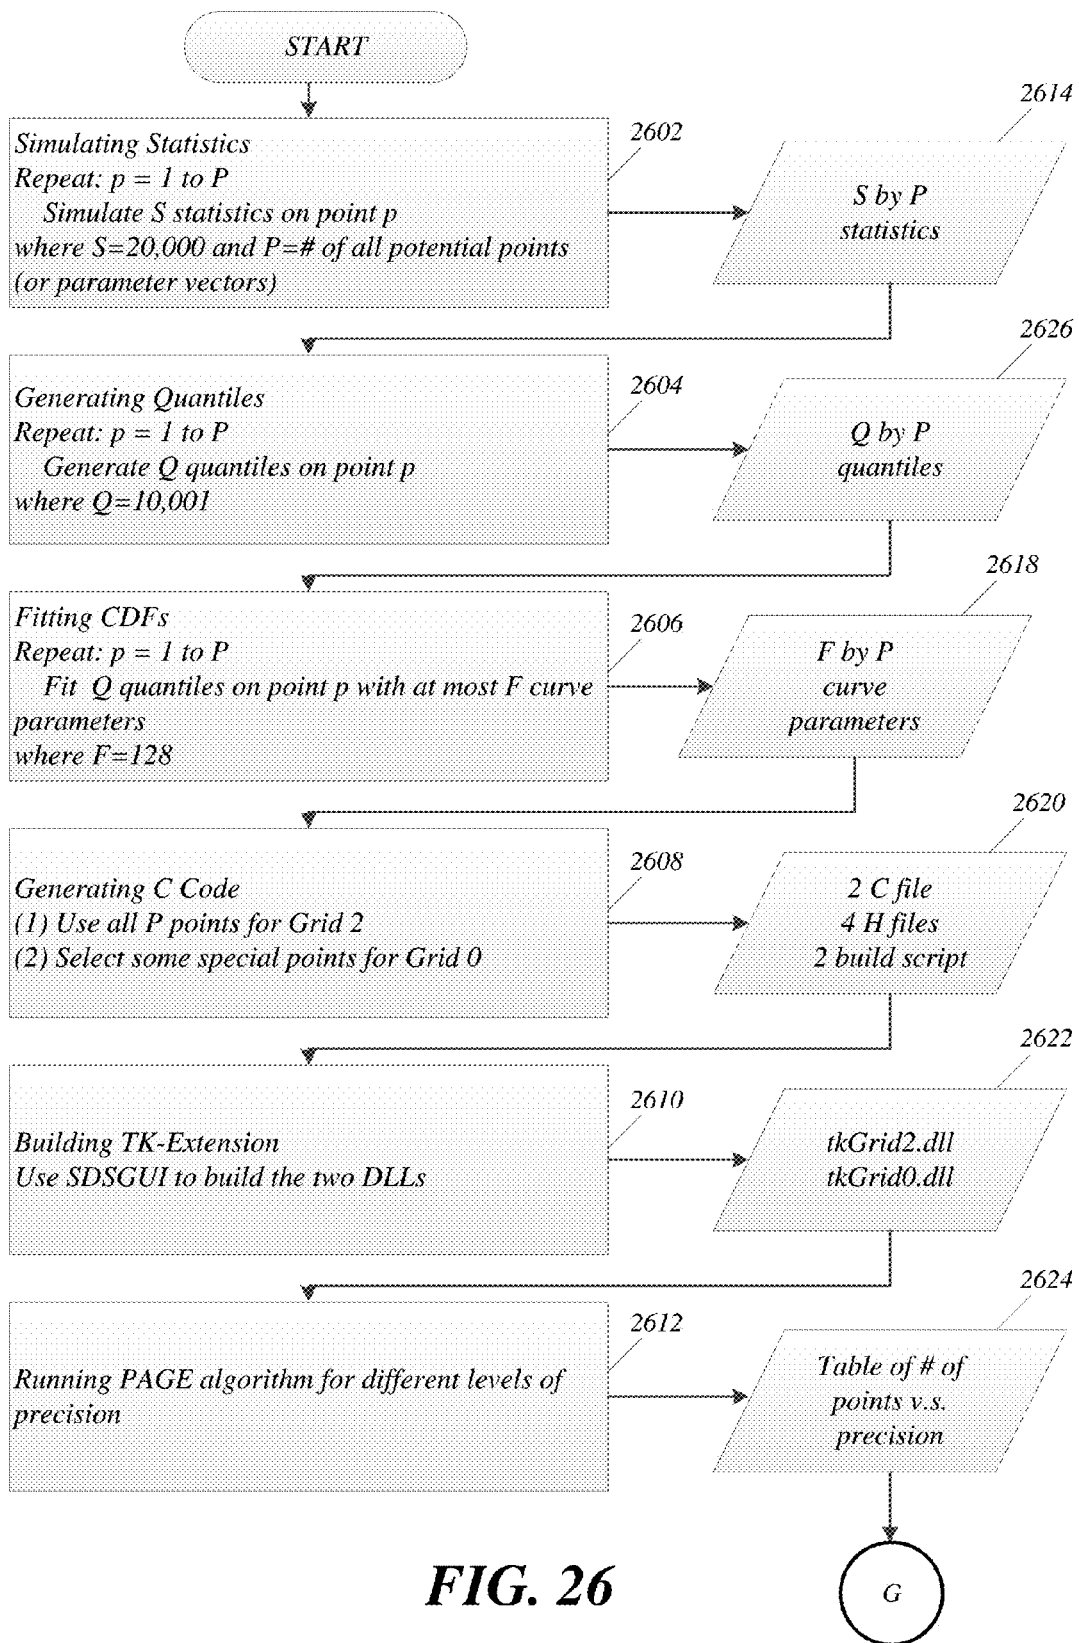 START
2614
2602
Simulating Statistics
Repeat: p = 1 to P
Simulate S statistics on point p
where S=20,000 and P=# of all potential points
(or parameter vectors)
S by P
statistics
2626
2604
Generating Quantiles
Repeat: p = 1 to P
Generate Q quantiles on point p
where Q=10,001
Q by P
quantiles
2618
2606
Fitting CDFs
Repeat: p = 1 to P
Fit Q quantiles on point p with at most F curve
parameters
where F=128
F by P
curve
parameters
2620
2608
Generating C Code
(1) Use all P points for Grid 2
(2) Select some special points for Grid 0
2 C file
4 H files
2 build script
2622
2610
Building TK-Extension
Use SDSGUI to build the two DLLs
tkGrid2.dll
tkGrid0.dll
2624
2612
Running PAGE algorithm for different levels of
precision
Table of # of
points v.s.
precision
G
FIG. 26